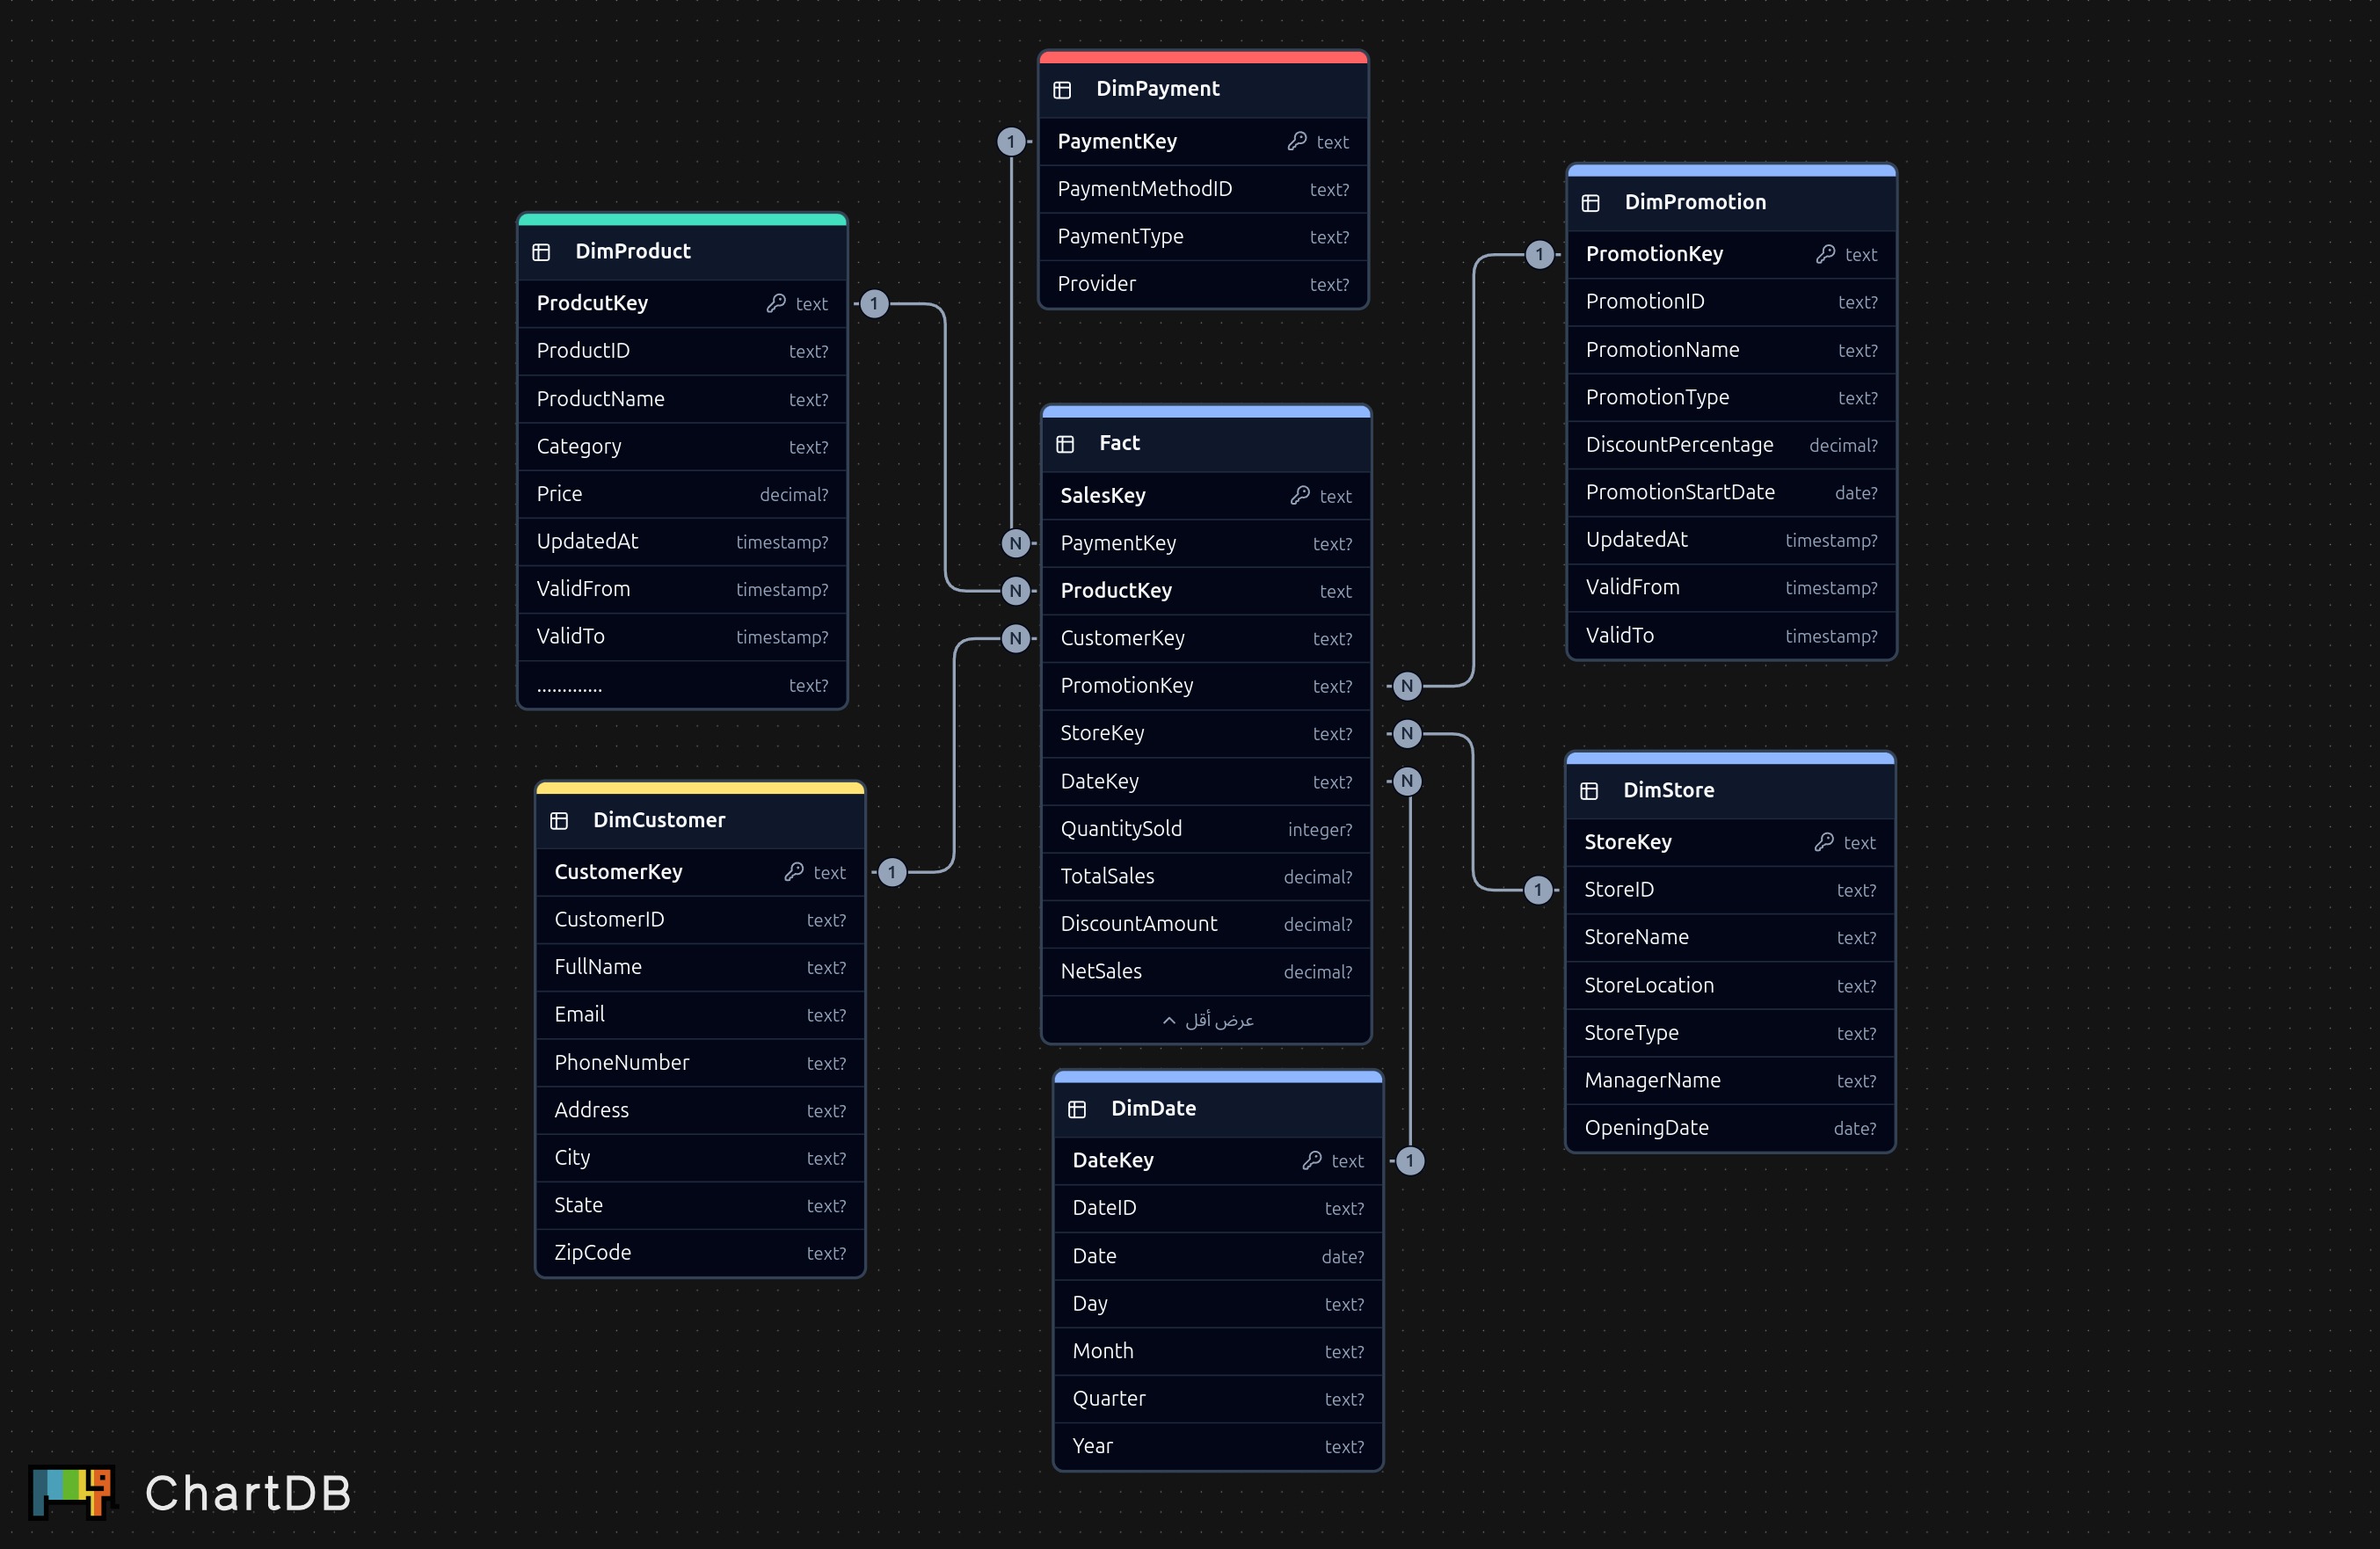 DimPayment
PaymentKey text
PaymentMethodID text?
PaymentType text?
Provider text?
DimProduct
ProdcutKey text
ProductID text?
ProductName text?
Category text?
Price decimal?
UpdatedAt timestamp?
ValidFrom timestamp?
ValidTo timestamp?
............. text?
DimCustomer
CustomerKey text
CustomerID text?
FullName text?
Email text?
PhoneNumber text?
Address text?
City text?
State text?
ZipCode text?
Fact
SalesKey text
PaymentKey text?
ProductKey text
CustomerKey text?
PromotionKey text?
StoreKey text?
DateKey text?
QuantitySold integer?
TotalSales decimal?
DiscountAmount decimal?
NetSales decimal?
عرض أقل
DimDate
DateKey text
DateID text?
Date date?
Day text?
Month text?
Quarter text?
Year text?
DimPromotion
PromotionKey text
PromotionID text?
PromotionName text?
PromotionType text?
DiscountPercentage decimal?
PromotionStartDate date?
UpdatedAt timestamp?
ValidFrom timestamp?
ValidTo timestamp?
DimStore
StoreKey text
StoreID text?
StoreName text?
StoreLocation text?
StoreType text?
ManagerName text?
OpeningDate date?
1
N
1
N
N
1
1
N
N
1
N
1
ChartDB